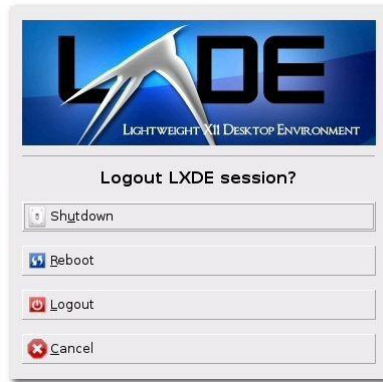 LXDE
Lightweight X11 Desktop Environment
Logout LXDE session?
Shutdown
Reboot
Logout
Cancel